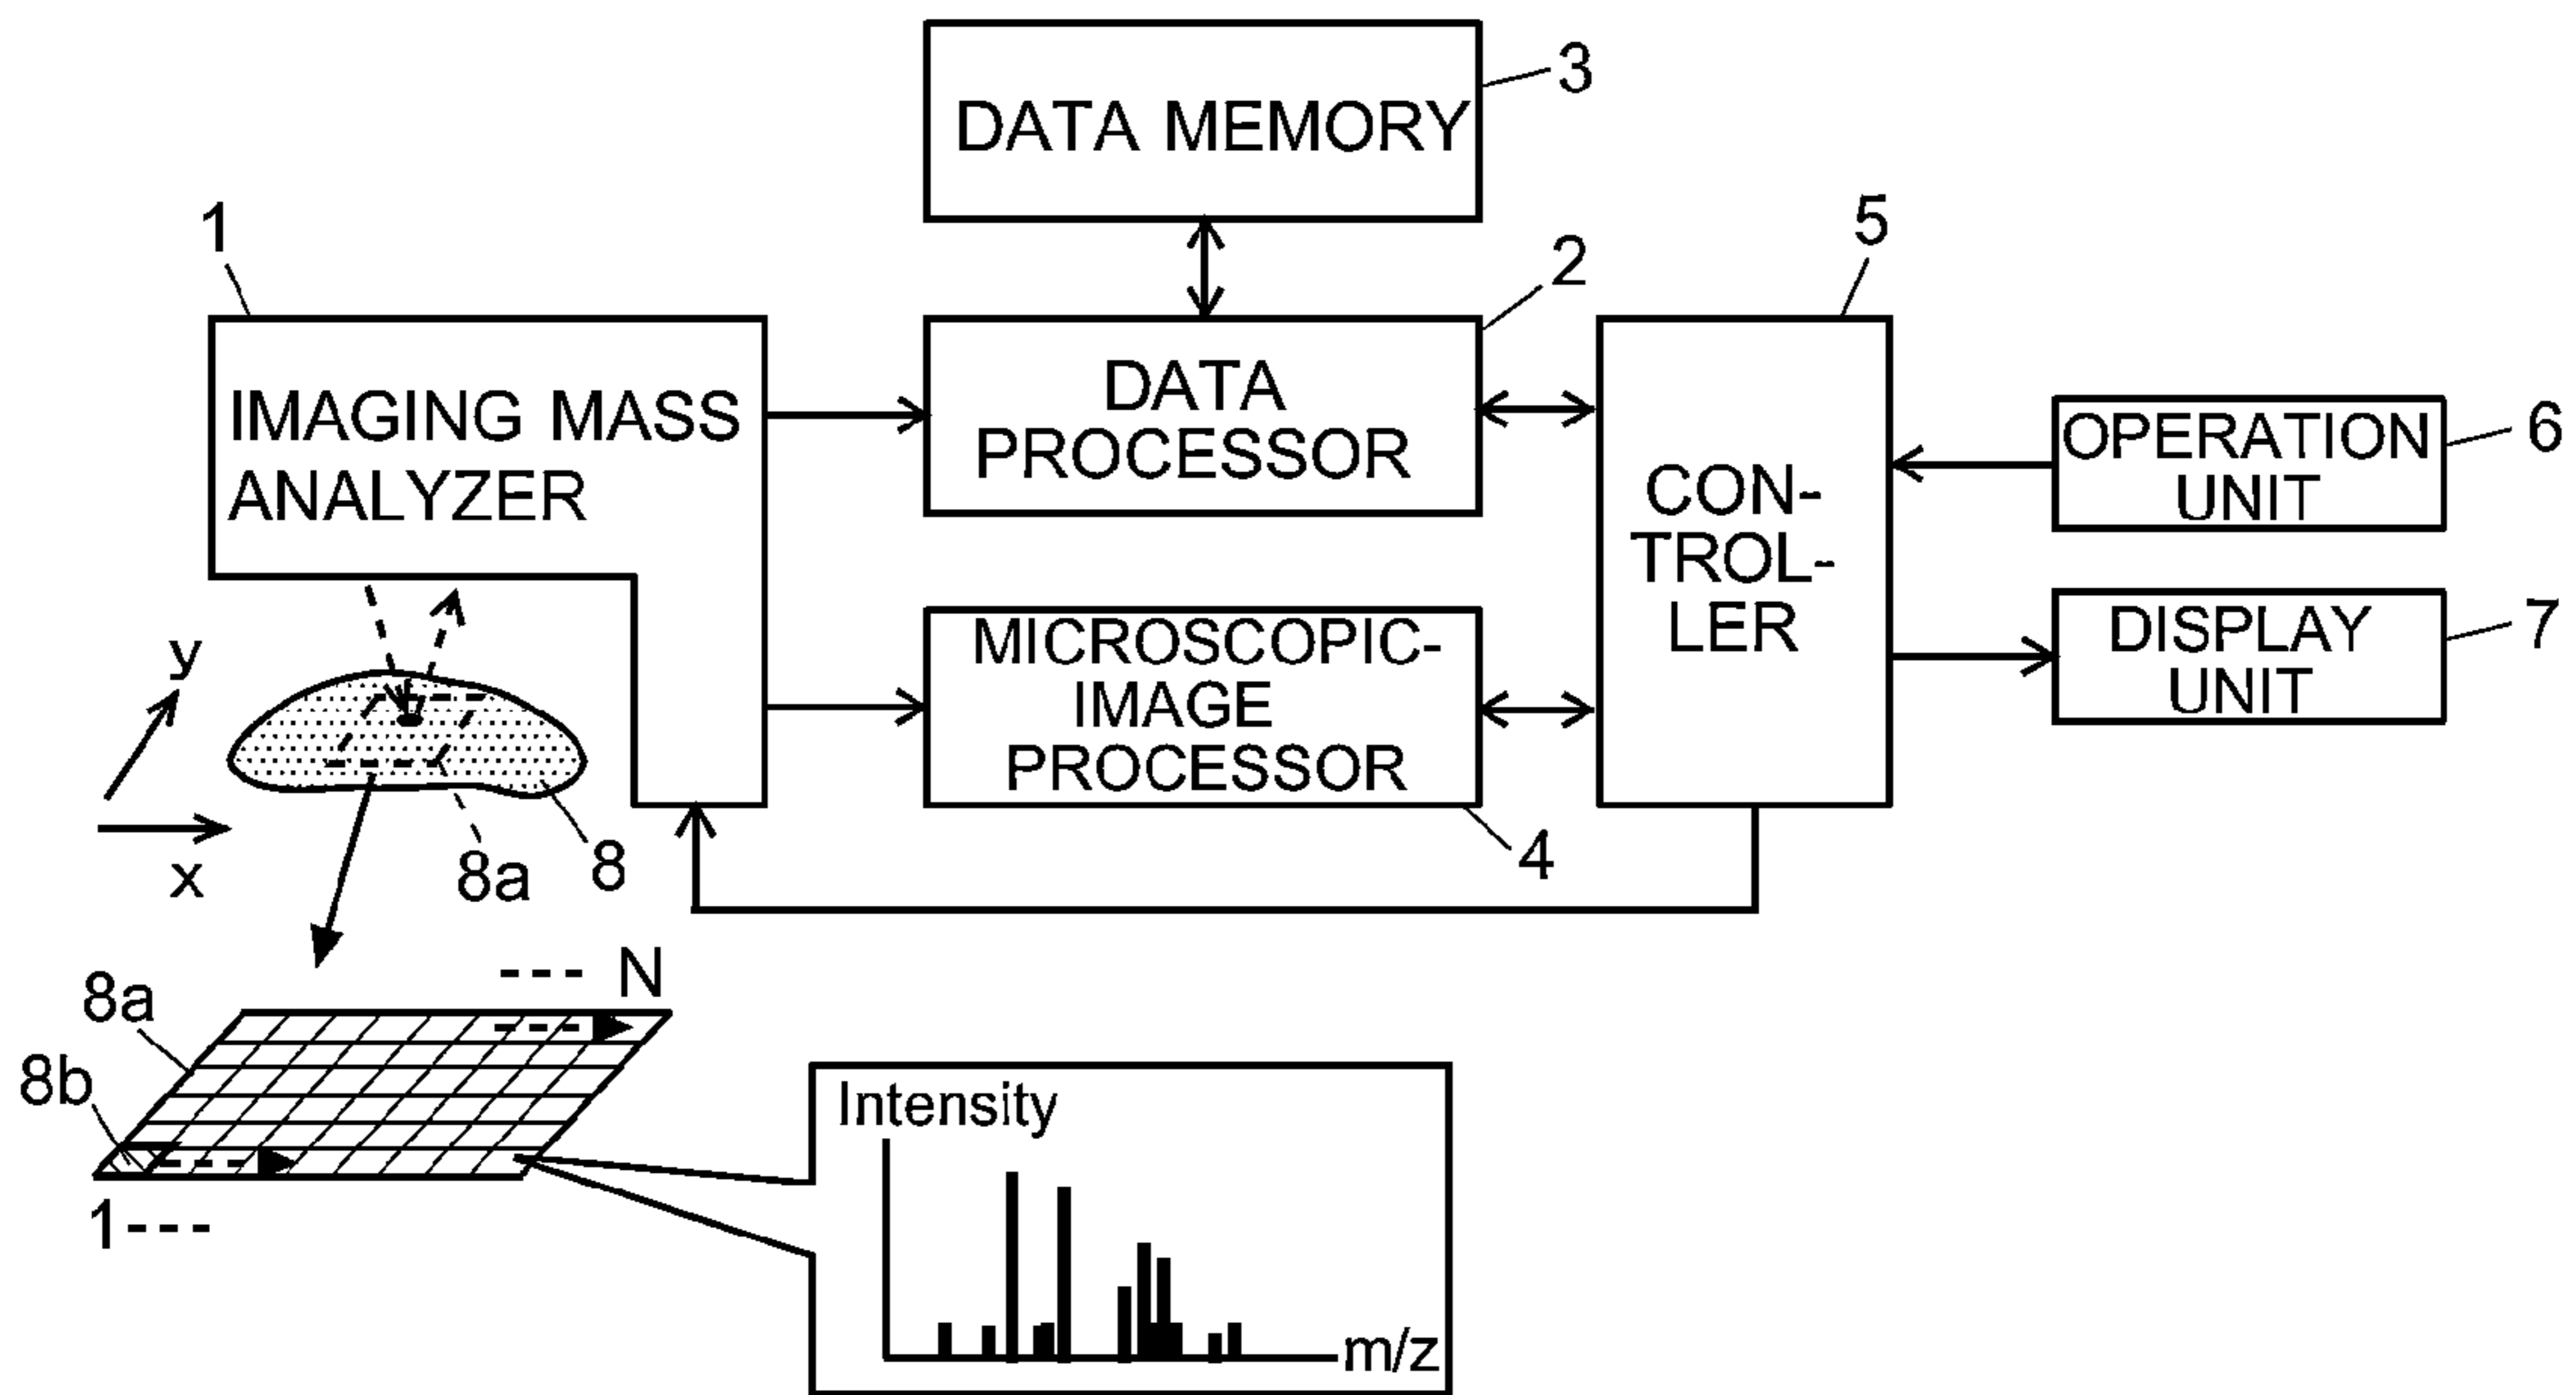 3
DATA MEMORY
1
2
5
IMAGING MASS
ANALYZER
DATA
PROCESSOR
CON-
TROL-
LER
OPERATION
UNIT
6
MICROSCOPIC-
IMAGE
PROCESSOR
DISPLAY
UNIT
7
y
x
8a
8
4
--- N
8a
8b
1---
Intensity
m/z